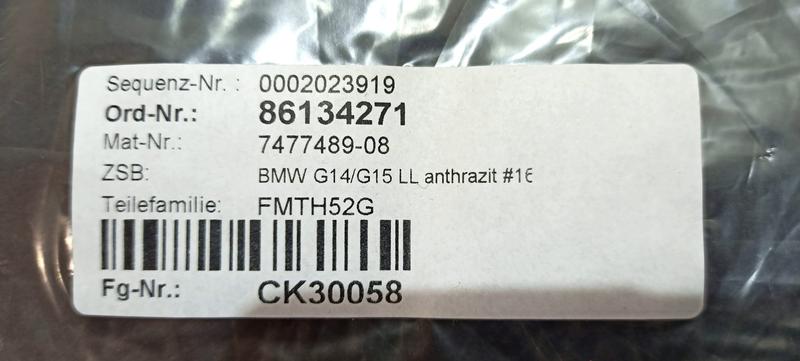 Sequenz-Nr. : 0002023919
Ord-Nr.: 86134271
Mat-Nr.: 7477489-08
ZSB: BMW G14/G15 LL anthrazit #16
Teilefamilie: FMTH52G
Fg-Nr.: CK30058